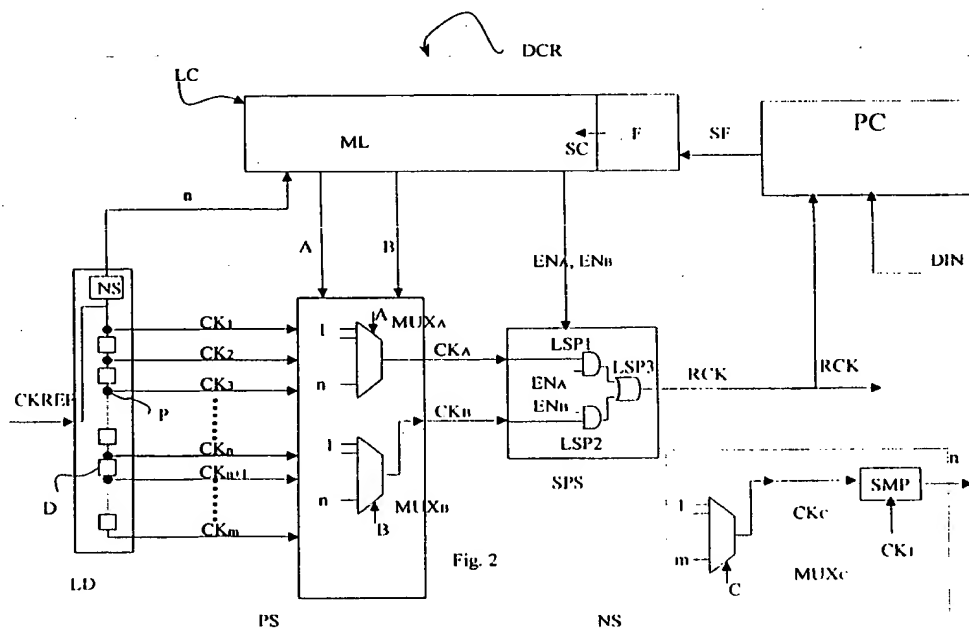 DCR
LC
ML
SC
F
SF
PC
n
A
B
ENA, ENB
DIN
NS
CK1
CK2
CK3
CKn
CKn+1
CKm
CKREF
P
D
LD
1
n
A
MUXA
1
n
B
MUXB
CKA
CKB
PS
LSP1
ENA
ENB
LSP2
LSP3
SPS
RCK
RCK
Fig. 2
1
m
C
CKC
SMP
CK1
n
MUXC
NS